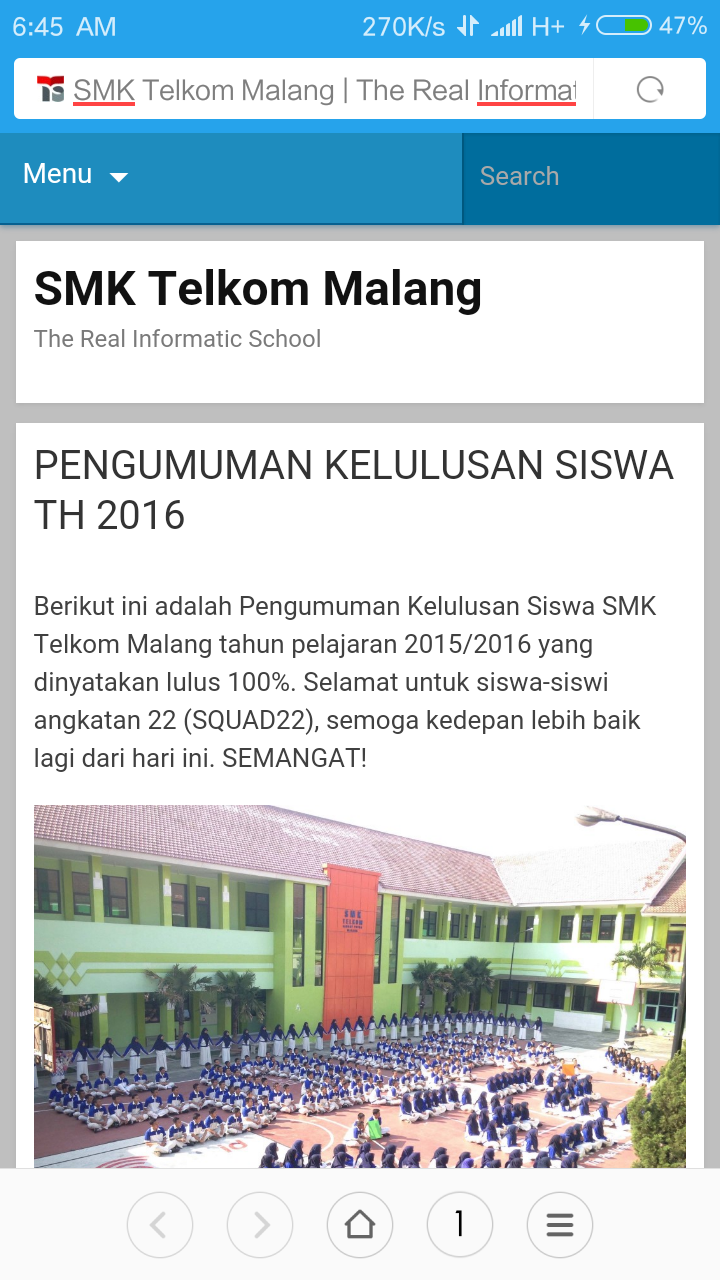 6:45 AM 270K/s H+ 47%
SMK Telkom Malang | The Real Informat
Menu Search
SMK Telkom Malang
The Real Informatic School
PENGUMUMAN KELULUSAN SISWA
TH 2016
Berikut ini adalah Pengumuman Kelulusan Siswa SMK
Telkom Malang tahun pelajaran 2015/2016 yang
dinyatakan lulus 100%. Selamat untuk siswa-siswi
angkatan 22 (SQUAD22), semoga kedepan lebih baik
lagi dari hari ini. SEMANGAT!
SMK
TELKOM
1